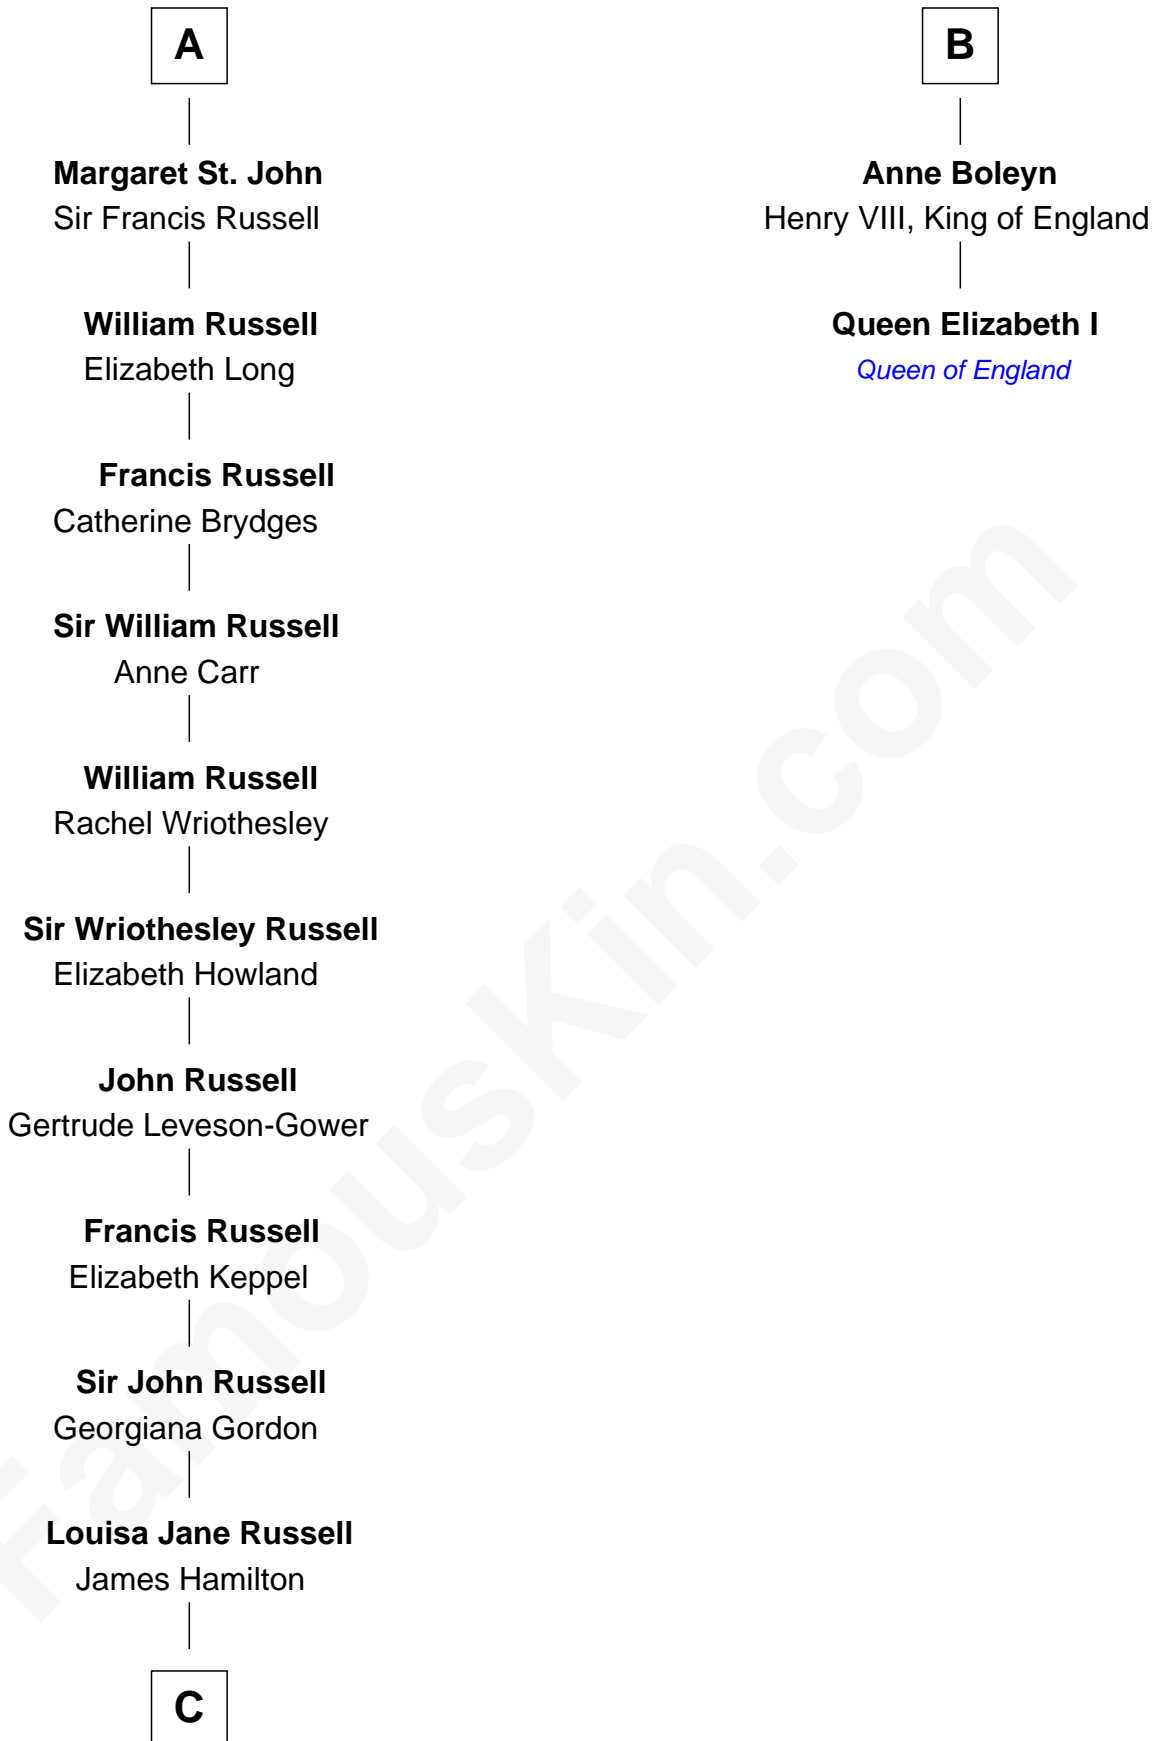 A
Margaret St. John
Sir Francis Russell
William Russell
Elizabeth Long
Francis Russell
Catherine Brydges
Sir William Russell
Anne Carr
William Russell
Rachel Wriothesley
Sir Wriothesley Russell
Elizabeth Howland
John Russell
Gertrude Leveson-Gower
Francis Russell
Elizabeth Keppel
Sir John Russell
Georgiana Gordon
Louisa Jane Russell
James Hamilton
C
B
Anne Boleyn
Henry VIII, King of England
Queen Elizabeth I
Queen of England
FamousKin.com